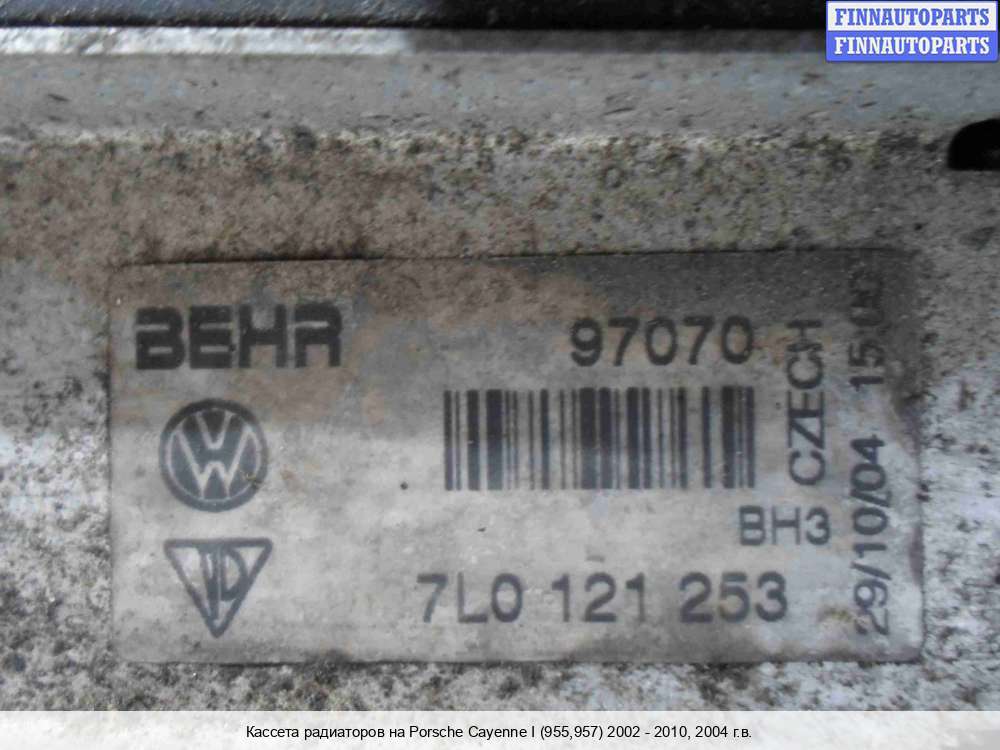 FINNAUTOPARTS
FINNAUTOPARTS
BEHR
97070
CZECH
29/10/04
BH3
7L0 121 253
Кассета радиаторов на Porsche Cayenne I (955,957) 2002 - 2010, 2004 г.в.